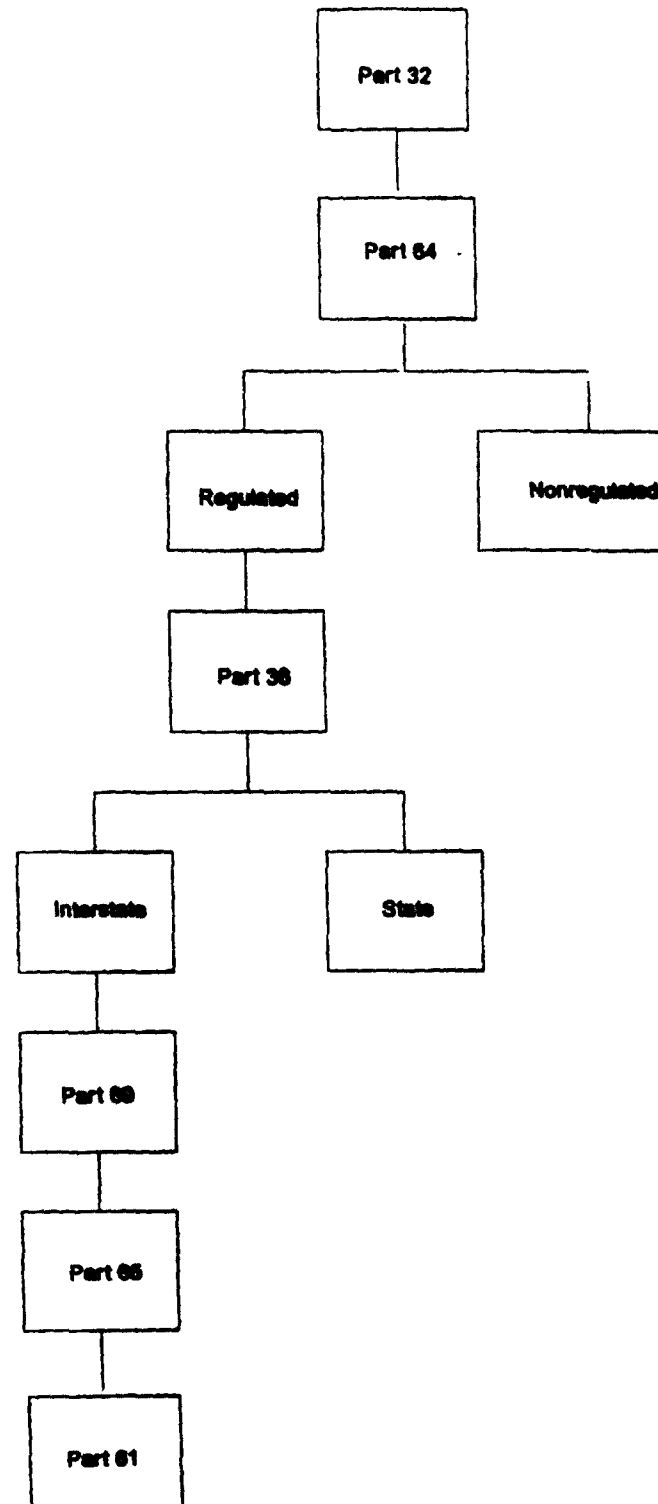 Part 32
Part 64
Regulated
Nonregulated
Part 36
Interstate
State
Part 69
Part 65
Part 61